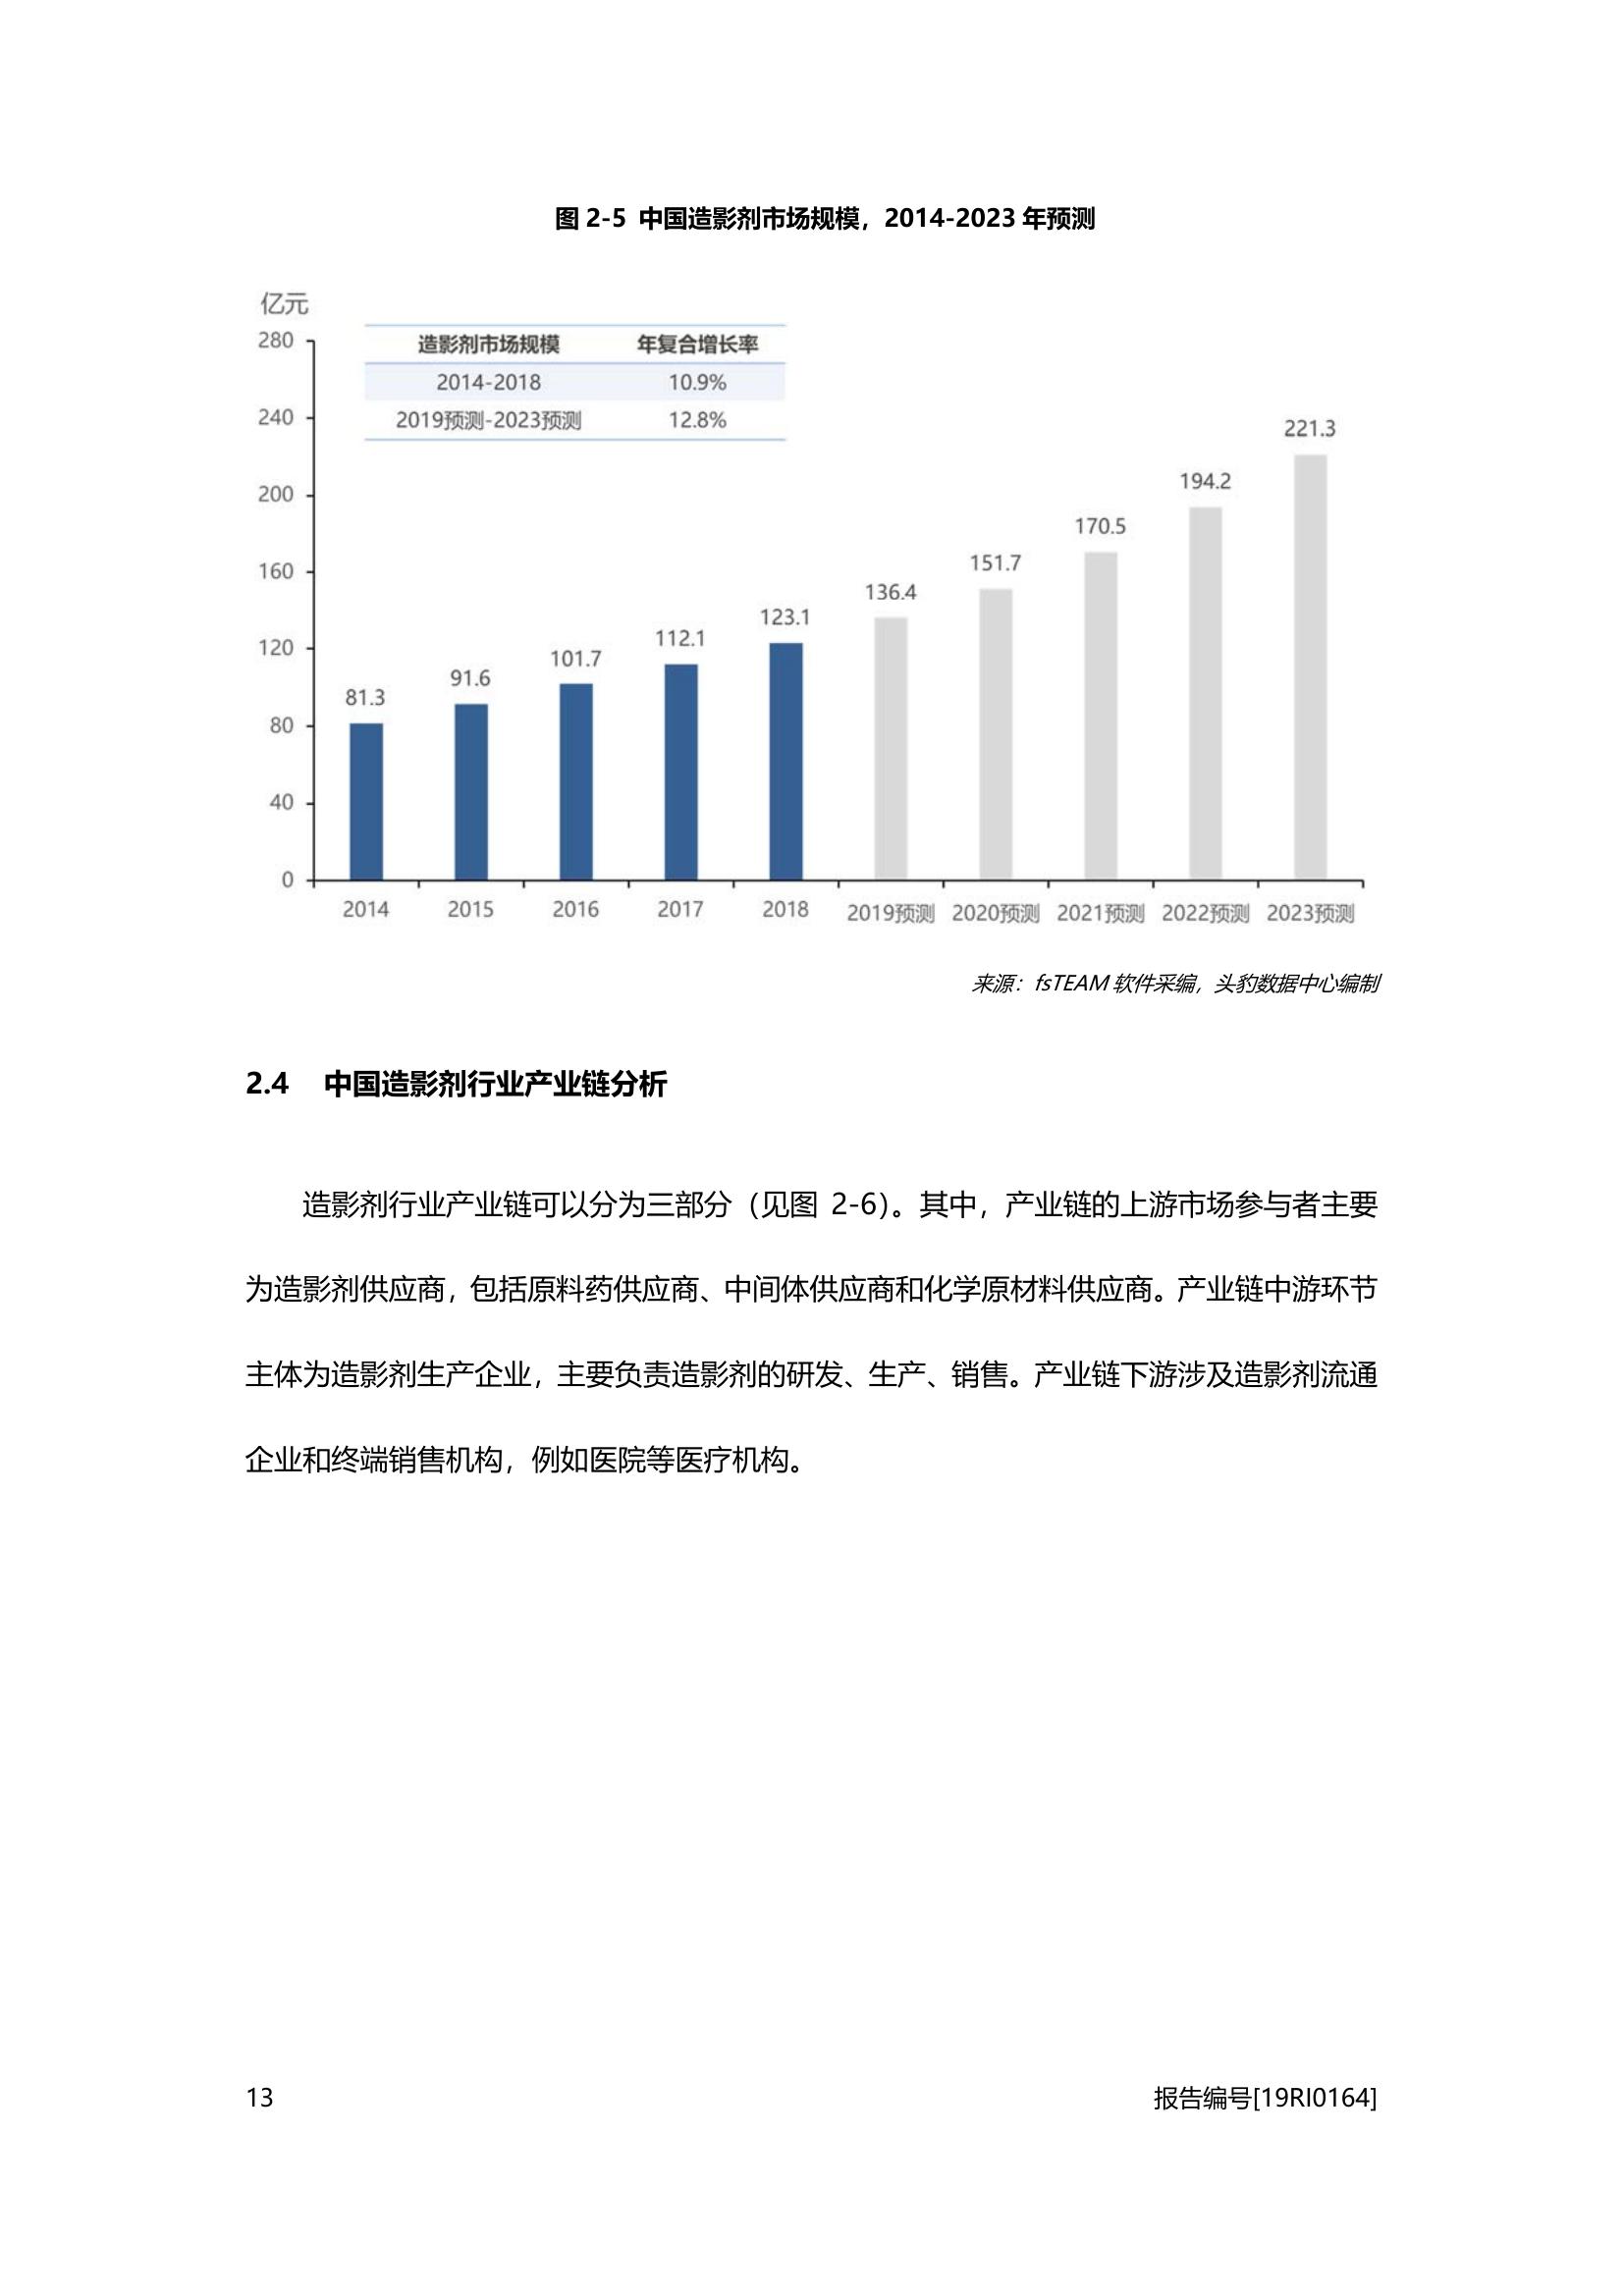 图 2-5 中国造影剂市场规模，2014-2023 年预测
亿元
280
240
200
160
120
80
40
0
造影剂市场规模 年复合增长率
2014-2018 10.9%
2019预测-2023预测 12.8%
81.3 91.6 101.7 112.1 123.1 136.4 151.7 170.5 194.2 221.3
2014 2015 2016 2017 2018 2019预测 2020预测 2021预测 2022预测 2023预测
来源：fsTEAM 软件采编，头豹数据中心编制
2.4 中国造影剂行业产业链分析
造影剂行业产业链可以分为三部分（见图 2-6）。其中，产业链的上游市场参与者主要
为造影剂供应商，包括原料药供应商、中间体供应商和化学原材料供应商。产业链中游环节
主体为造影剂生产企业，主要负责造影剂的研发、生产、销售。产业链下游涉及造影剂流通
企业和终端销售机构，例如医院等医疗机构。
13 报告编号[19RI0164]